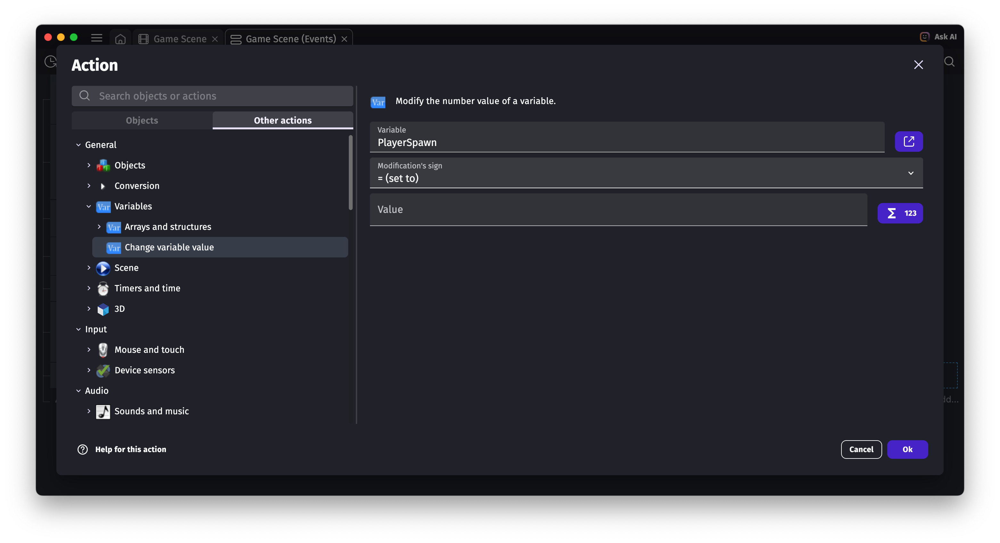 Game Scene
Game Scene (Events)
Ask AI
Action
Search objects or actions
Objects
Other actions
General
Objects
Conversion
Var Variables
Var Arrays and structures
Var Change variable value
Scene
Timers and time
3D
Input
Mouse and touch
Device sensors
Audio
Sounds and music
Var Modify the number value of a variable.
Variable
PlayerSpawn
Modification's sign
= (set to)
Value
Σ 123
dd...
Help for this action
Cancel
Ok